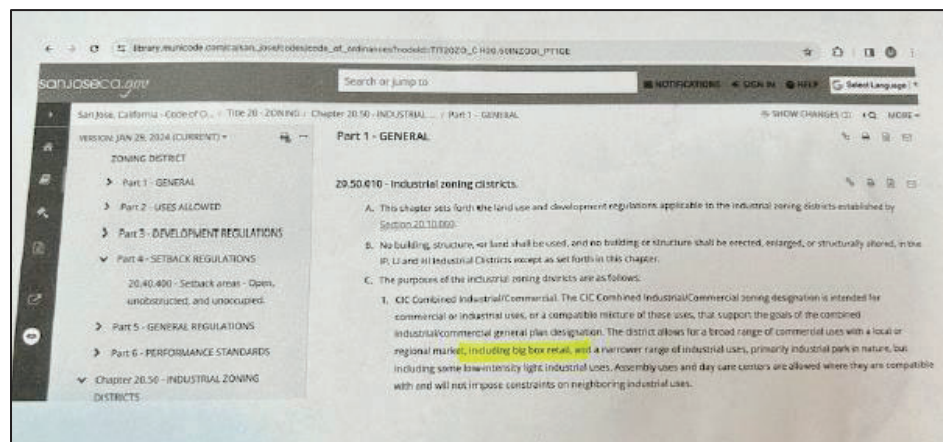 library.municode.com/ca/san_jose/codes/code_of_ordinances?nodeId=TIT20ZO_CH20.50INZODI_PT1GE
sanjoseca.gov
Search or jump to
NOTIFICATIONS SIGN IN HELP Select Language
San Jose, California - Code of O... / Title 20 - ZONING / Chapter 20.50 - INDUSTRIAL ... / Part 1 - GENERAL
SHOW CHANGES MORE
VERSION: JAN 29, 2024 (CURRENT)
ZONING DISTRICT
Part 1 - GENERAL
Part 2 - USES ALLOWED
Part 3 - DEVELOPMENT REGULATIONS
Part 4 - SETBACK REGULATIONS
20.40.400 - Setback areas - Open,
unobstructed, and unoccupied.
Part 5 - GENERAL REGULATIONS
Part 6 - PERFORMANCE STANDARDS
Chapter 20.50 - INDUSTRIAL ZONING
DISTRICTS
Part 1 - GENERAL
20.50.010 - Industrial zoning districts.
A. This chapter sets forth the land use and development regulations applicable to the industrial zoning districts established by
Section 20.10.060.
B. No building, structure, or land shall be used, and no building or structure shall be erected, enlarged, or structurally altered, in the
IP, LI and HI Industrial Districts except as set forth in this chapter.
C. The purposes of the industrial zoning districts are as follows:
1. CIC Combined Industrial/Commercial. The CIC Combined Industrial/Commercial zoning designation is intended for
commercial or industrial uses, or a compatible mixture of these uses, that support the goals of the combined
industrial/commercial general plan designation. The district allows for a broad range of commercial uses with a local or
regional market, including big box retail, and a narrower range of industrial uses, primarily industrial park in nature, but
including some low-intensity light industrial uses. Assembly uses and day care centers are allowed where they are compatible
with and will not impose constraints on neighboring industrial uses.